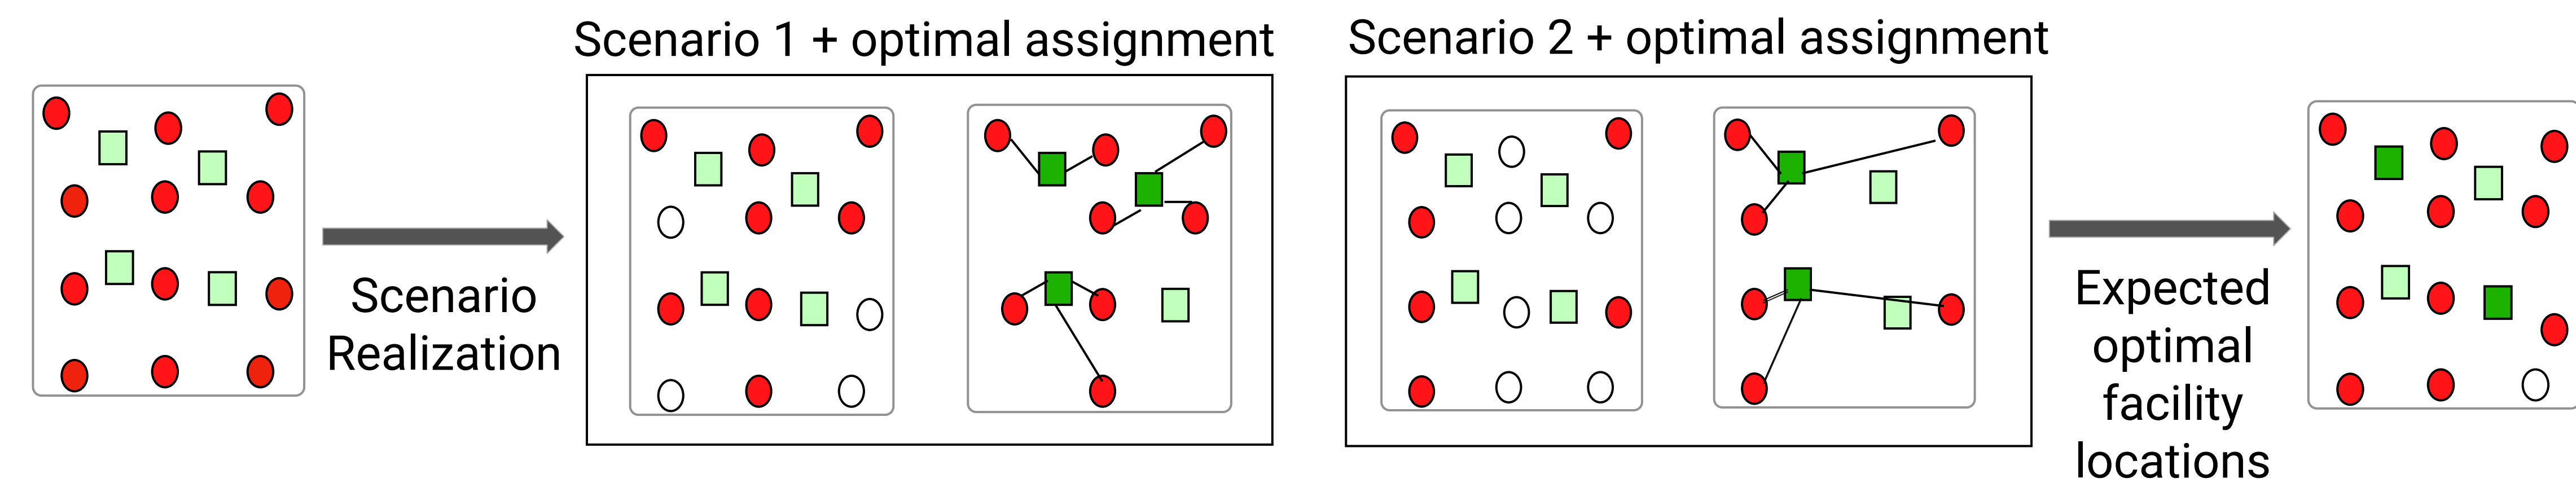 Scenario 1 + optimal assignment
Scenario 2 + optimal assignment
Scenario
Realization
Expected
optimal
facility
locations